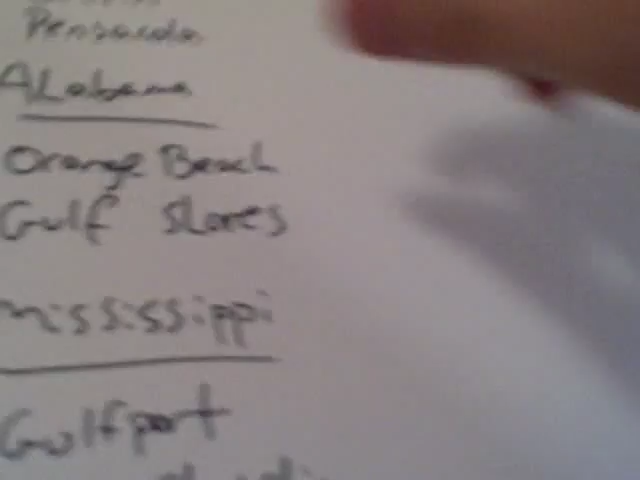 Pensacola
Alabama
Orange Beach
Gulf Shores
Mississippi
Gulfport